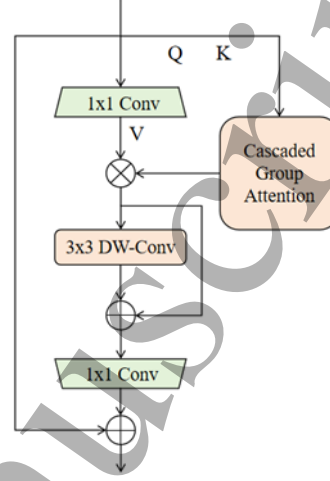 Q K
1x1 Conv
V
Cascaded
Group
Attention
3x3 DW-Conv
1x1 Conv